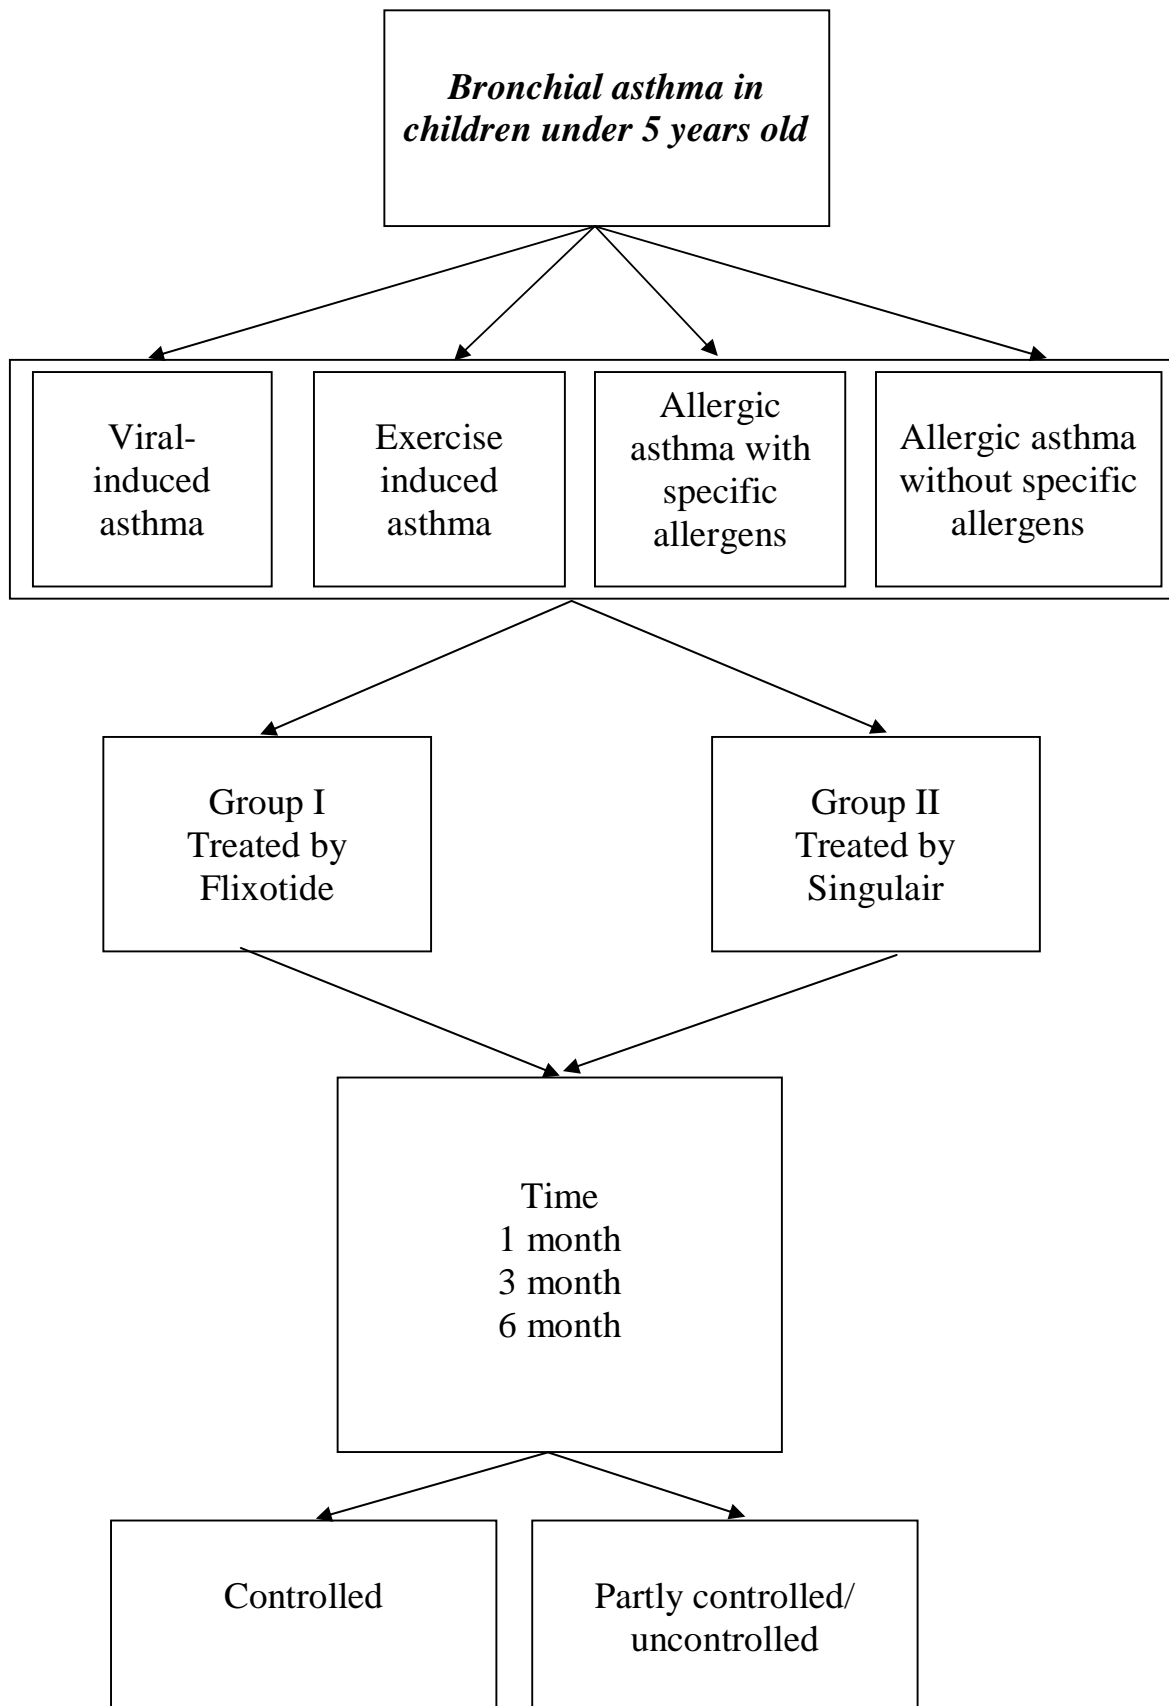 Bronchial asthma in
children under 5 years old
Viral-
induced
asthma
Exercise
induced
asthma
Allergic
asthma with
specific
allergens
Allergic asthma
without specific
allergens
Group I
Treated by
Flixotide
Group II
Treated by
Singulair
Time
1 month
3 month
6 month
Controlled
Partly controlled/
uncontrolled